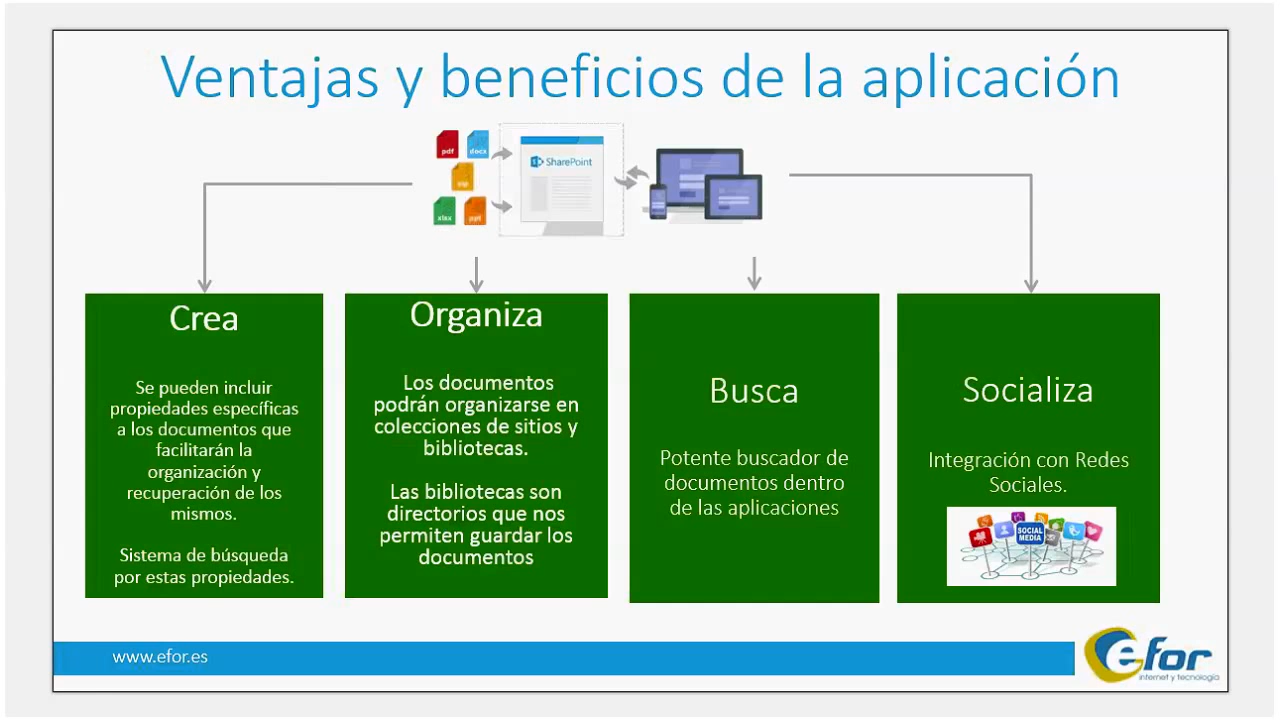 Ventajas y beneficios de la aplicación
pdf
docx
zip
xlsx
ppt
SharePoint
Crea
Se pueden incluir
propiedades específicas
a los documentos que
facilitarán la
organización y
recuperación de los
mismos.
Sistema de búsqueda
por estas propiedades.
Organiza
Los documentos
podrán organizarse en
colecciones de sitios y
bibliotecas.
Las bibliotecas son
directorios que nos
permiten guardar los
documentos
Busca
Potente buscador de
documentos dentro
de las aplicaciones
Socializa
Integración con Redes
Sociales.
SOCIAL
MEDIA
www.efor.es
efor
internet y tecnología